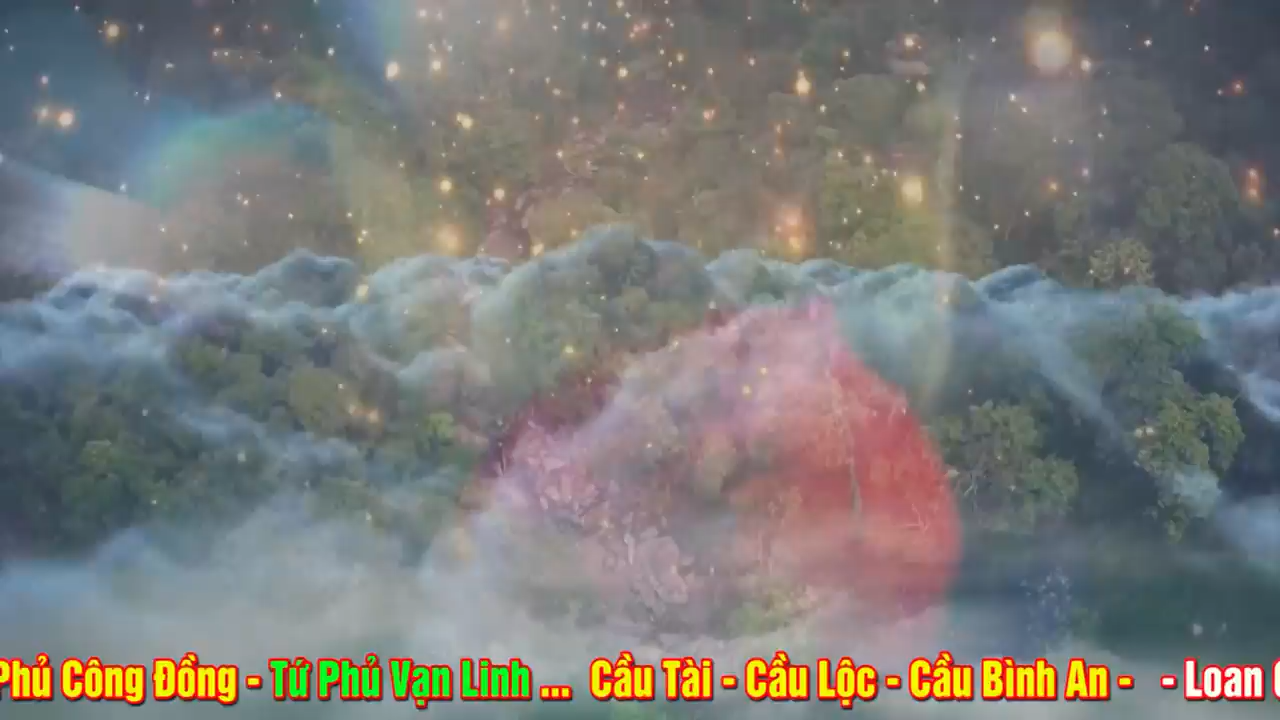 Phủ Công Đồng - Tứ Phủ Vạn Linh ... Cầu Tài - Cầu Lộc - Cầu Bình An - - Loan